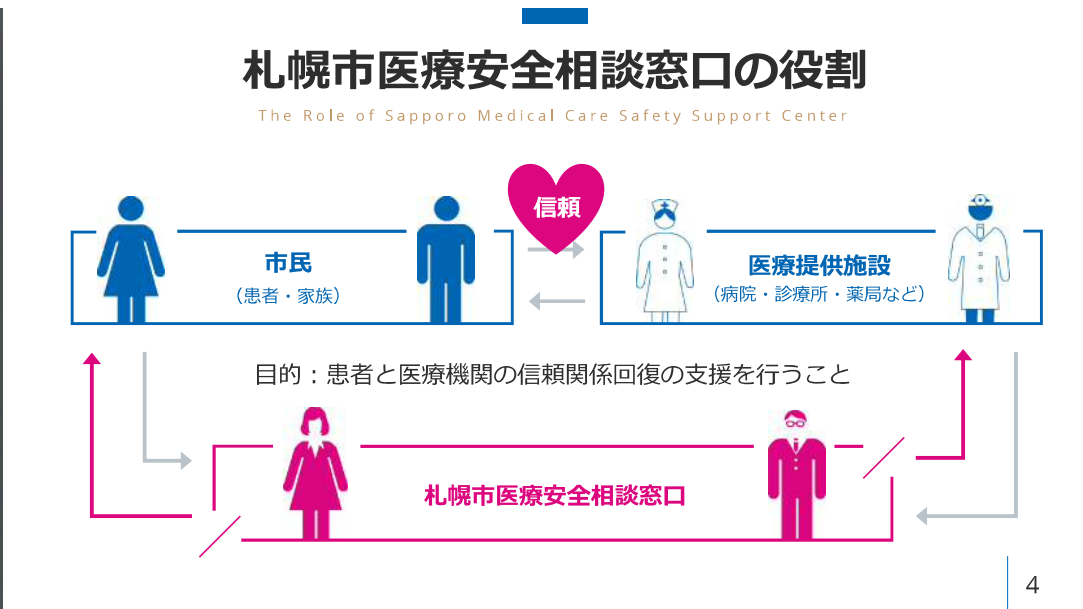 札幌市医療安全相談窓口の役割
The Role of Sapporo Medical Care Safety Support Center
信頼
市民
（患者・家族）
医療提供施設
（病院・診療所・薬局など）
目的：患者と医療機関の信頼関係回復の支援を行うこと
札幌市医療安全相談窓口
4